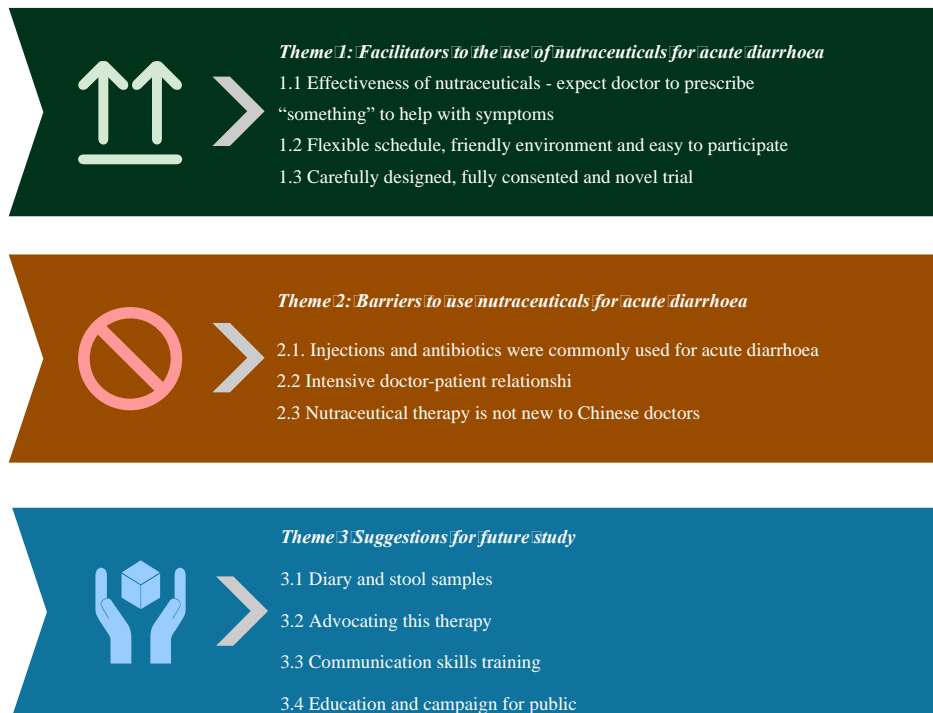 Theme 1: Facilitators to the use of nutraceuticals for acute diarrhoea
1.1 Effectiveness of nutraceuticals - expect doctor to prescribe
“something” to help with symptoms
1.2 Flexible schedule, friendly environment and easy to participate
1.3 Carefully designed, fully consented and novel trial
Theme 2: Barriers to use nutraceuticals for acute diarrhoea
2.1. Injections and antibiotics were commonly used for acute diarrhoea
2.2 Intensive doctor-patient relationshi
2.3 Nutraceutical therapy is not new to Chinese doctors
Theme 3 Suggestions for future study
3.1 Diary and stool samples
3.2 Advocating this therapy
3.3 Communication skills training
3.4 Education and campaign for public